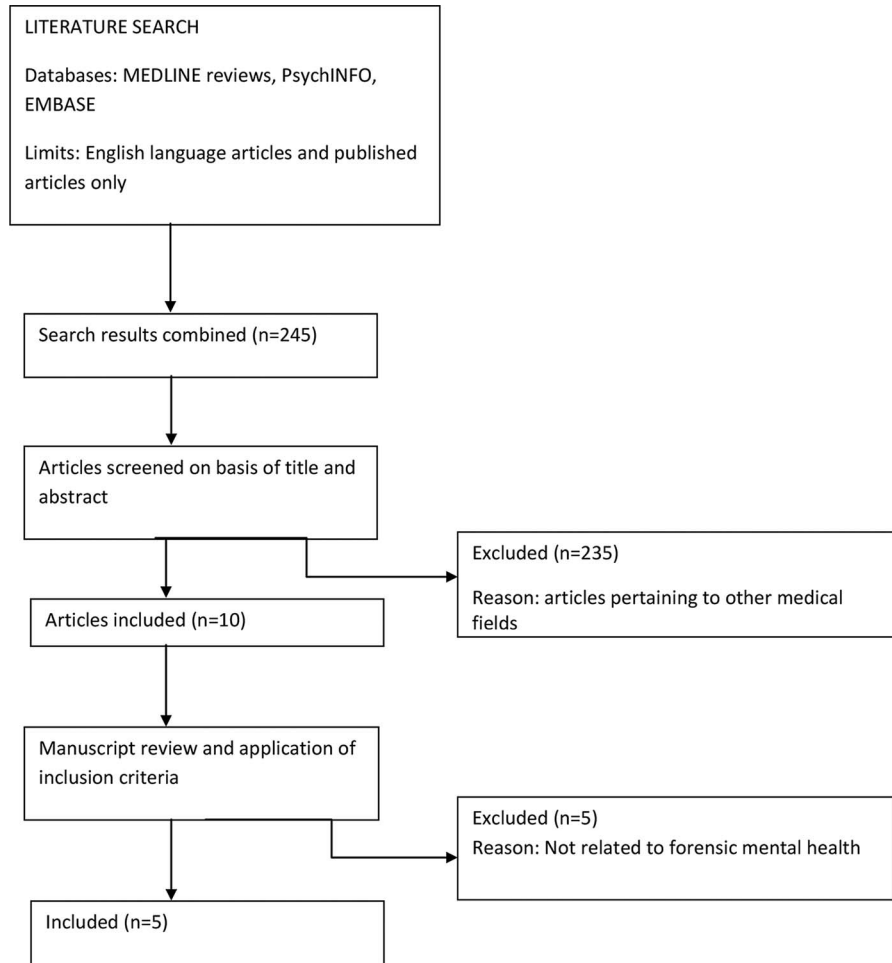 LITERATURE SEARCH
Databases: MEDLINE reviews, PsychINFO,
EMBASE
Limits: English language articles and published
articles only
Search results combined (n=245)
Articles screened on basis of title and
abstract
Excluded (n=235)
Reason: articles pertaining to other medical
fields
Articles included (n=10)
Manuscript review and application of
inclusion criteria
Excluded (n=5)
Reason: Not related to forensic mental health
Included (n=5)